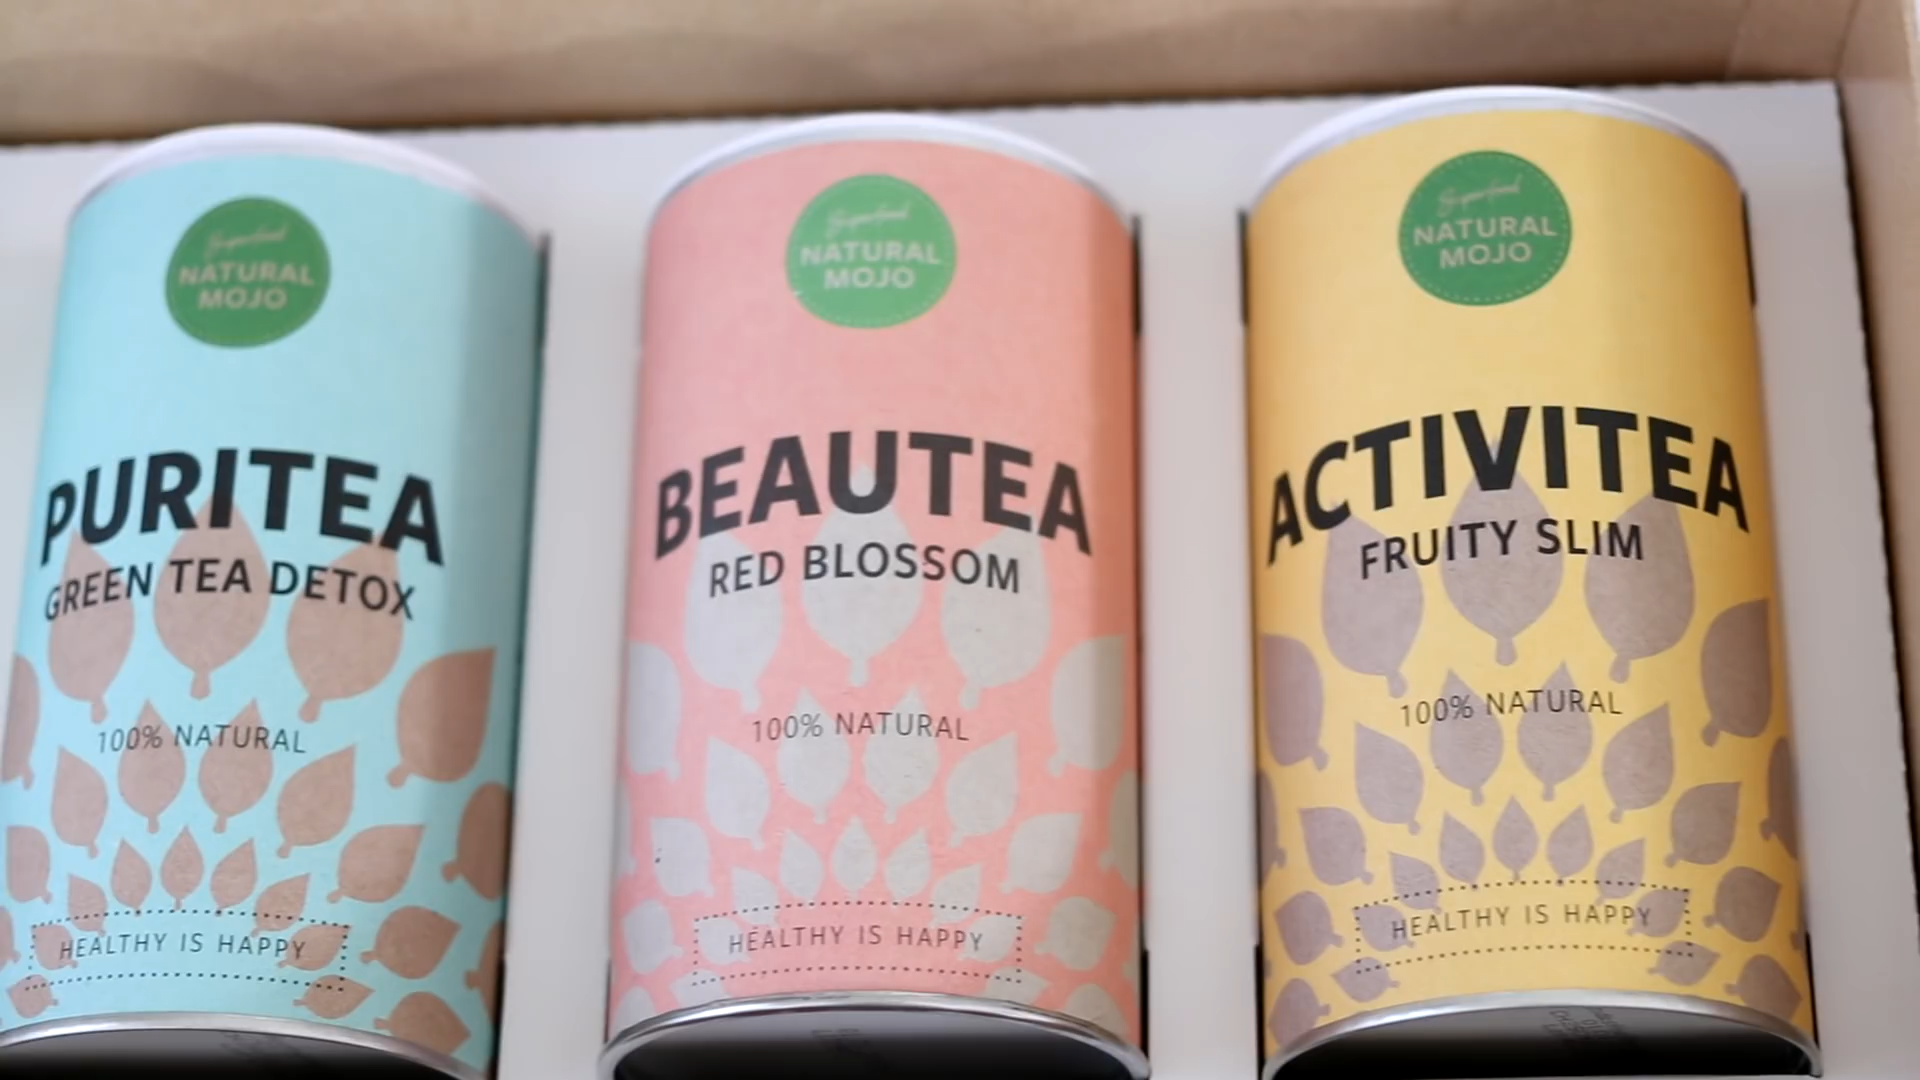 Superfood
NATURAL
MOJO
PURITEA
GREEN TEA DETOX
100% NATURAL
HEALTHY IS HAPPY
Superfood
NATURAL
MOJO
BEAUTEA
RED BLOSSOM
100% NATURAL
HEALTHY IS HAPPY
Superfood
NATURAL
MOJO
ACTIVITEA
FRUITY SLIM
100% NATURAL
HEALTHY IS HAPPY